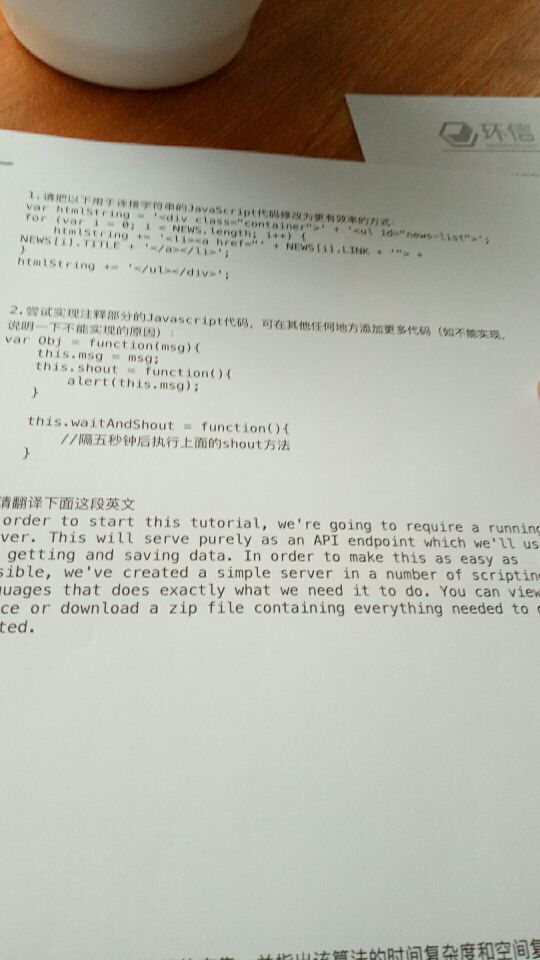 环信
1.请把以下用于连接字符串的JavaScript代码修改为更有效率的方式:
var htmlString = '<div class="container">' + '<ul id="news-list">';
for (var i = 0; i < NEWS.length; i++) {
htmlString += '<li><a href="' + NEWS[i].LINK + '">' +
NEWS[i].TITLE + '</a></li>';
}
htmlString += '</ul></div>';
2.尝试实现注释部分的Javascript代码，可在其他任何地方添加更多代码（如不能实现，
说明一下不能实现的原因）:
var Obj = function(msg){
this.msg = msg;
this.shout = function(){
alert(this.msg);
}
this.waitAndShout = function(){
//隔五秒钟后执行上面的shout方法
}
请翻译下面这段英文
order to start this tutorial, we're going to require a running
ver. This will serve purely as an API endpoint which we'll us
getting and saving data. In order to make this as easy as
sible, we've created a simple server in a number of scripting
guages that does exactly what we need it to do. You can view
ce or download a zip file containing everything needed to
ted.
并指出该算法的时间复杂度和空间复